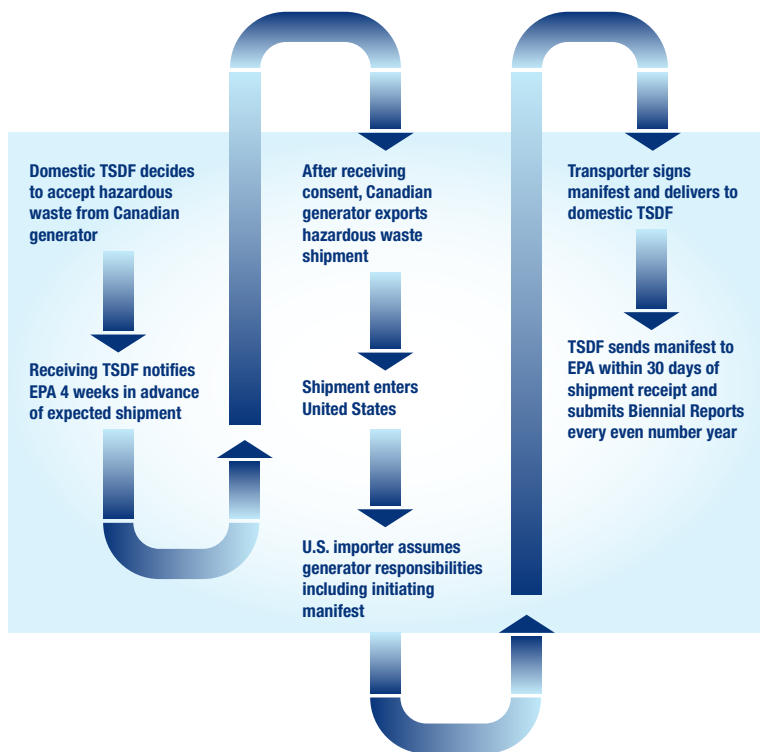 Domestic TSDF decides
to accept hazardous
waste from Canadian
generator
Receiving TSDF notifies
EPA 4 weeks in advance
of expected shipment
After receiving
consent, Canadian
generator exports
hazardous waste
shipment
Shipment enters
United States
U.S. importer assumes
generator responsibilities
including initiating
manifest
Transporter signs
manifest and delivers to
domestic TSDF
TSDF sends manifest to
EPA within 30 days of
shipment receipt and
submits Biennial Reports
every even number year